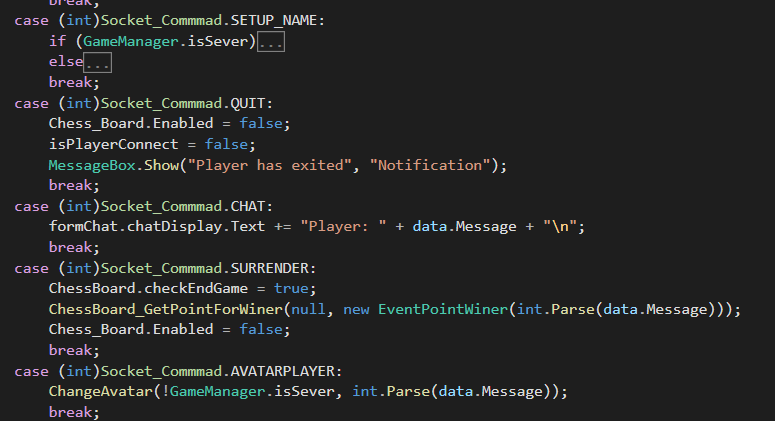 break;
case (int)Socket_Commmad.SETUP_NAME:
if (GameManager.isSever)...
else...
break;
case (int)Socket_Commmad.QUIT:
Chess_Board.Enabled = false;
isPlayerConnect = false;
MessageBox.Show("Player has exited", "Notification");
break;
case (int)Socket_Commmad.CHAT:
formChat.chatDisplay.Text += "Player: " + data.Message + "\n";
break;
case (int)Socket_Commmad.SURRENDER:
ChessBoard.checkEndGame = true;
ChessBoard_GetPointForWiner(null, new EventPointWiner(int.Parse(data.Message)));
Chess_Board.Enabled = false;
break;
case (int)Socket_Commmad.AVATARPLAYER:
ChangeAvatar(!GameManager.isSever, int.Parse(data.Message));
break;